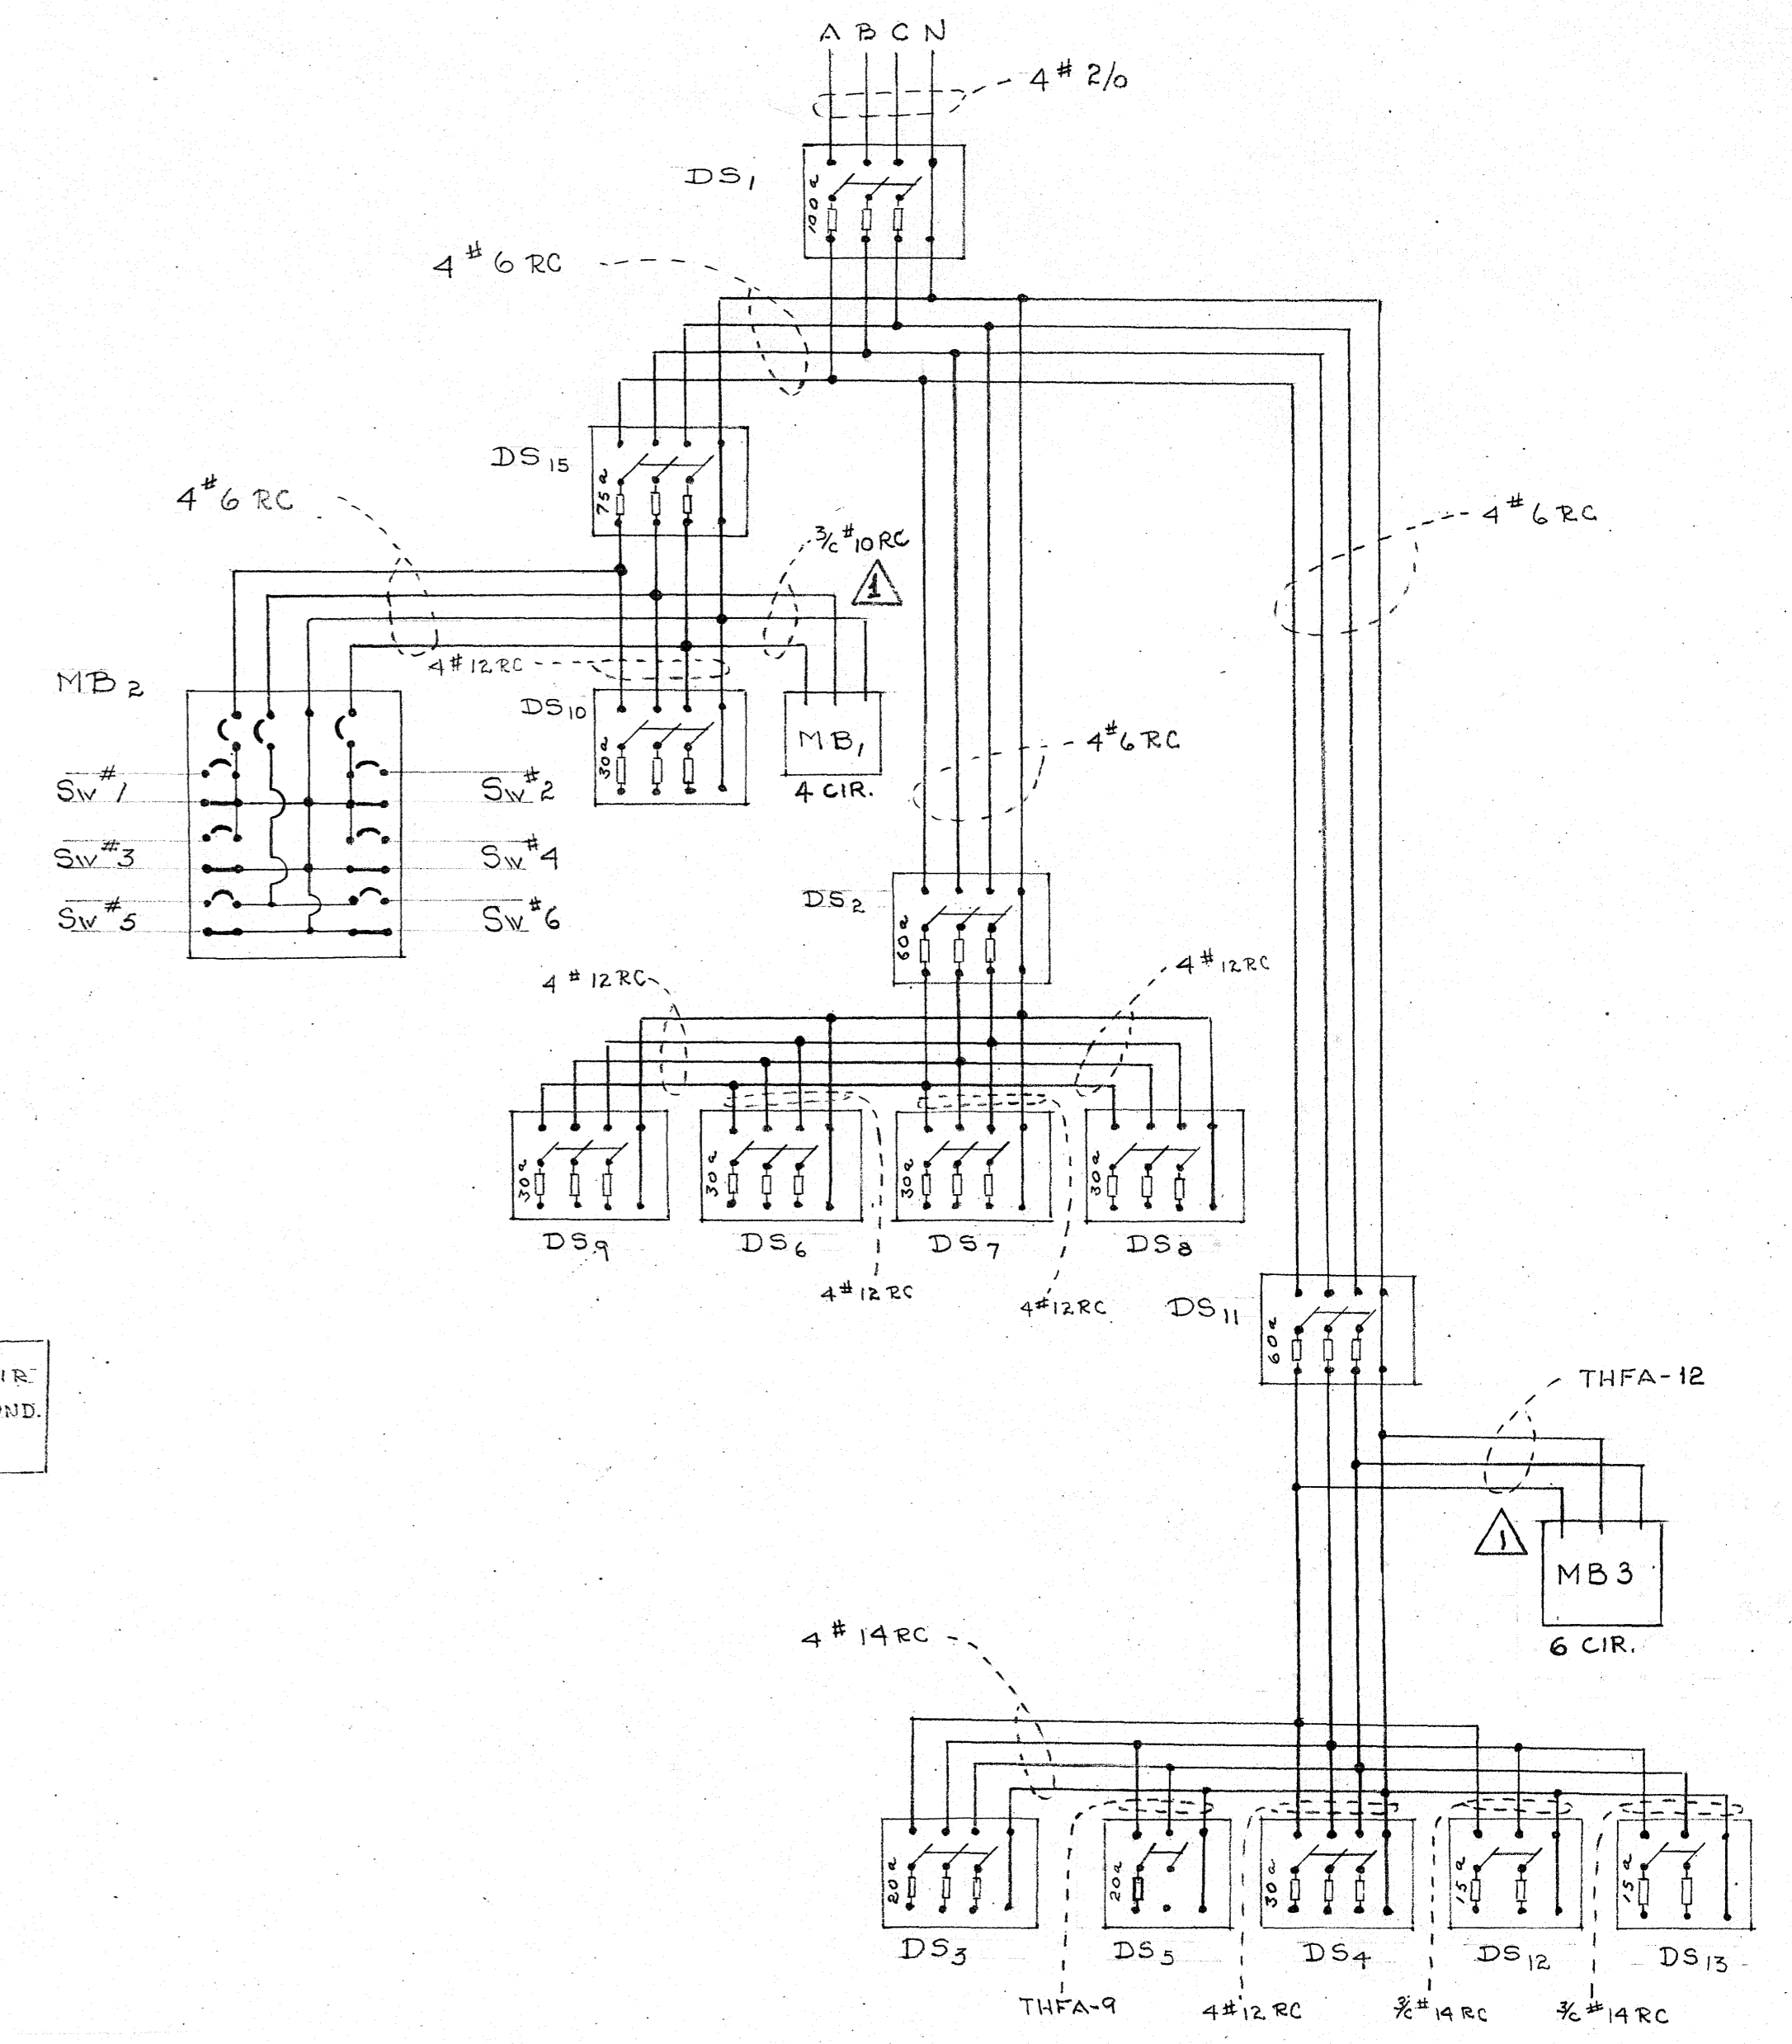 A B C N
4 # 2/0
DS1
100a
4 # 6 RC
DS15
75a
4 # 6 RC
3/c # 10 RC
1
4 # 6 RC
4 # 12 RC
MB2
DS10
30a
MB1
4 CIR.
4 # 6 RC
Sw #1
Sw #2
Sw #3
Sw #4
Sw #5
Sw #6
DS2
60a
4 # 12 RC
4 # 12 RC
30a
30a
30a
30a
DS9
DS6
DS7
DS8
4 # 12 RC
4 # 12 RC
DS11
60a
IR
ND.
THFA-12
1
MB3
6 CIR.
4 # 14 RC
20a
20a
30a
15a
15a
DS3
DS5
DS4
DS12
DS13
THFA-9
4 # 12 RC
3/c # 14 RC
3/c # 14 RC